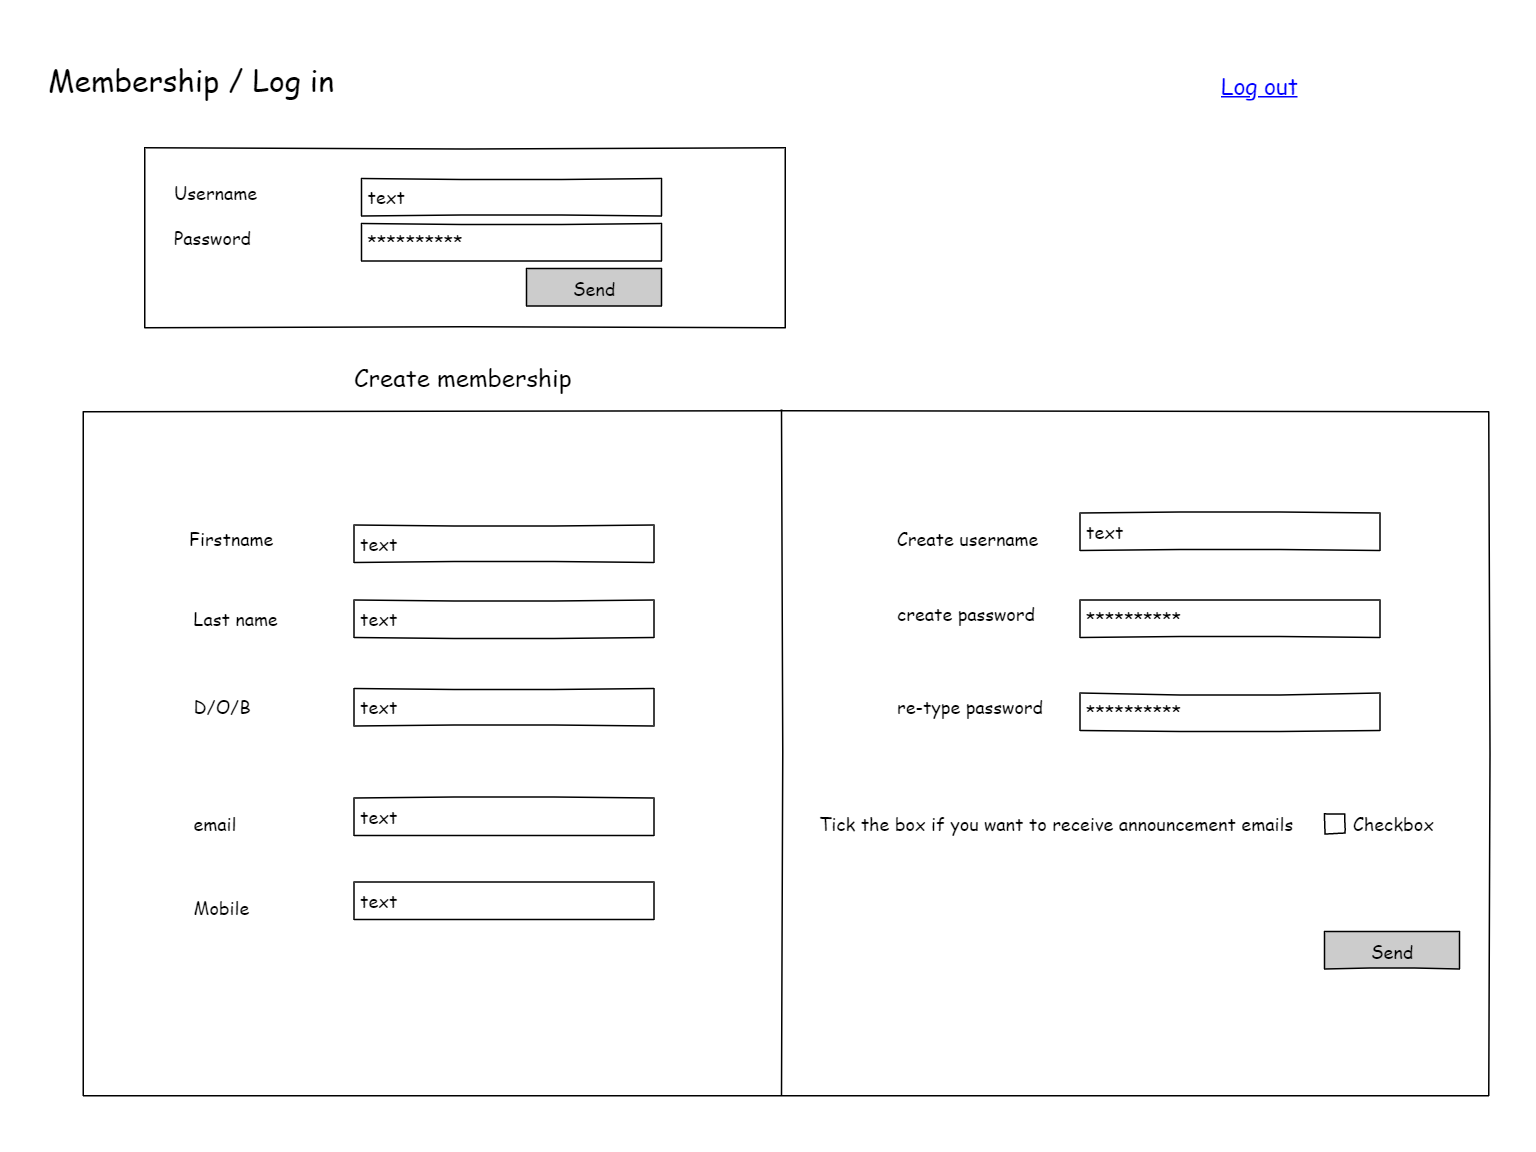 Membership / Log in
Log out
Username
text
Password
**********
Send
Create membership
Firstname
text
Last name
text
D/O/B
text
email
text
Mobile
text
Create username
text
create password
**********
re-type password
**********
Tick the box if you want to receive announcement emails
Checkbox
Send